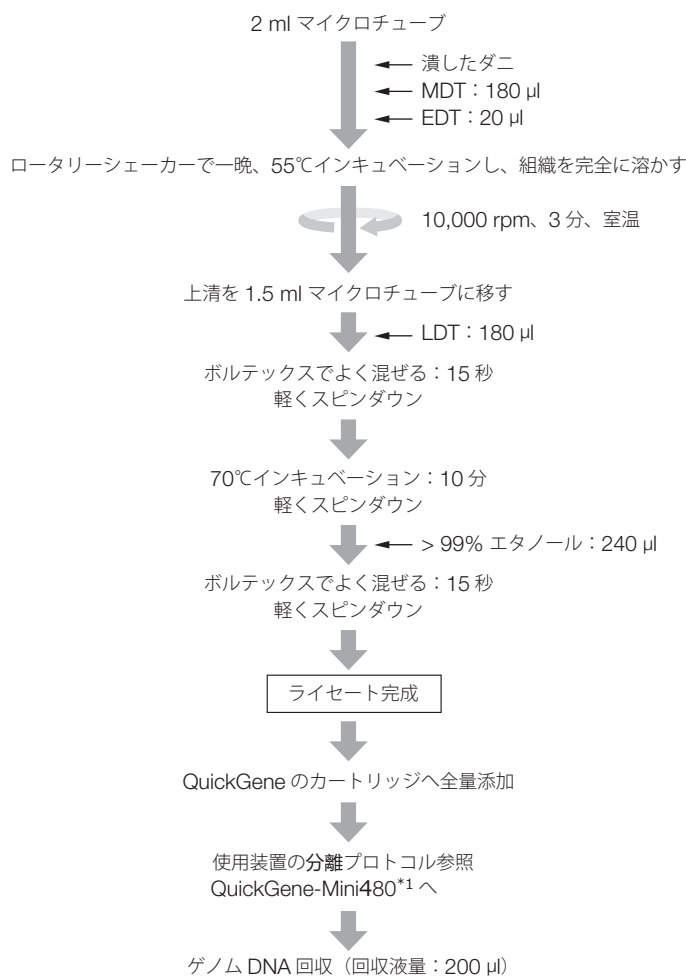 2 ml マイクロチューブ
潰したダニ
MDT：180 µl
EDT：20 µl
ロータリーシェーカーで一晩、55℃インキュベーションし、組織を完全に溶かす
10,000 rpm、3 分、室温
上清を 1.5 ml マイクロチューブに移す
LDT：180 µl
ボルテックスでよく混ぜる：15 秒
軽くスピンダウン
70℃インキュベーション：10 分
軽くスピンダウン
> 99% エタノール：240 µl
ボルテックスでよく混ぜる：15 秒
軽くスピンダウン
ライセート完成
QuickGene のカートリッジへ全量添加
使用装置の分離プロトコル参照
QuickGene-Mini480*1 へ
ゲノム DNA 回収（回収液量：200 µl）